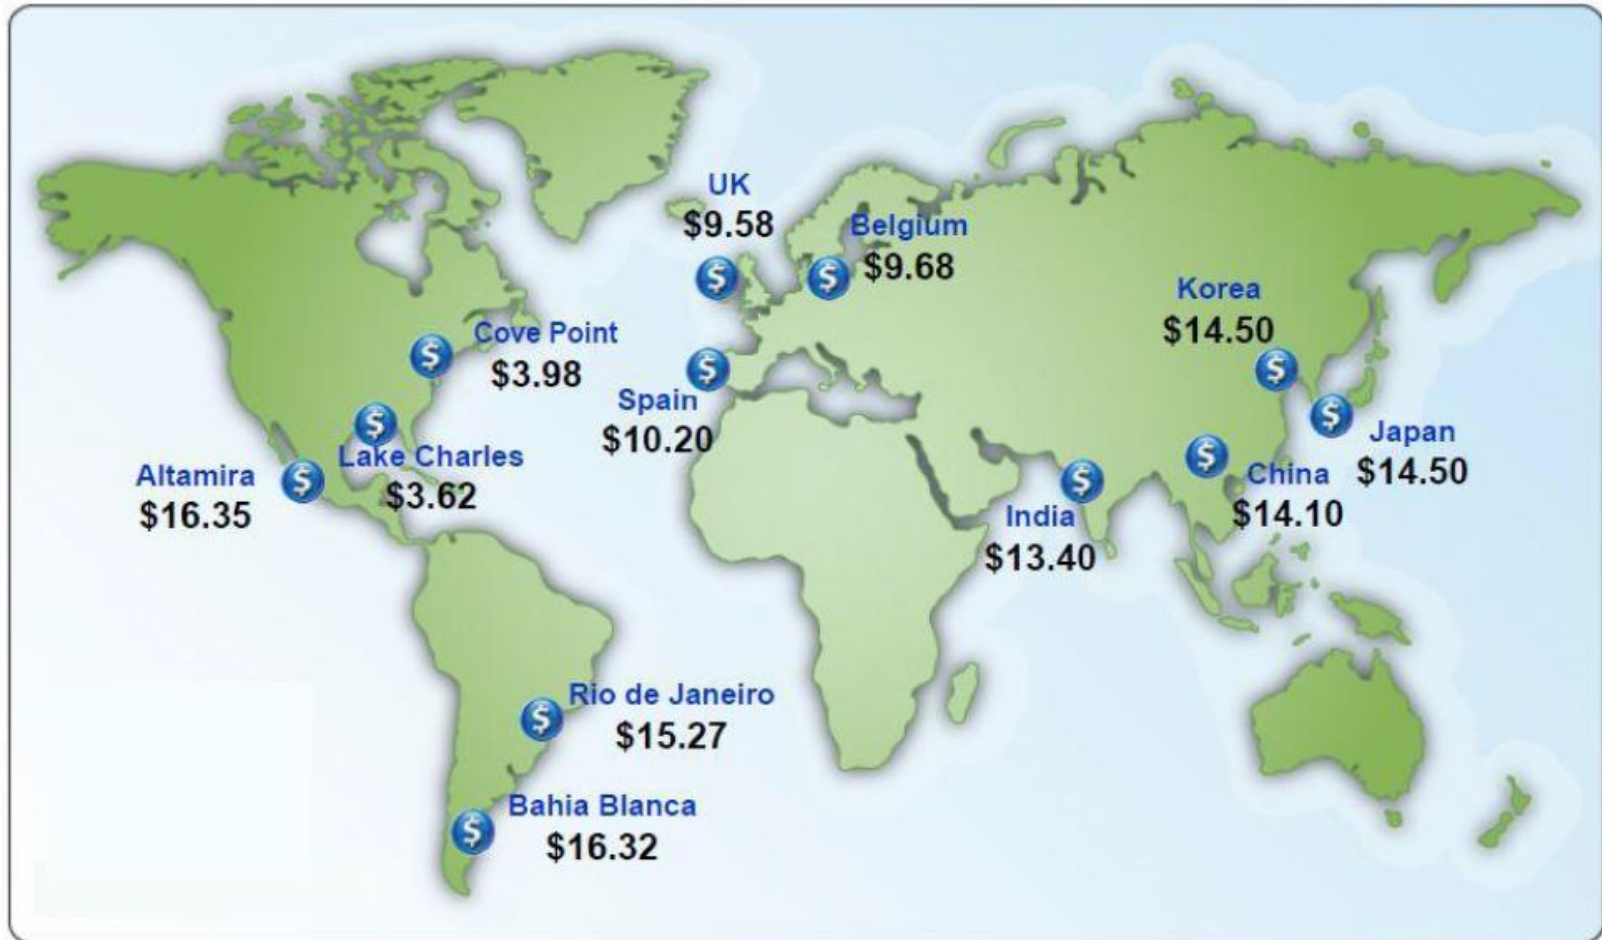 UK
$9.58
Belgium
$9.68
Korea
$14.50
Cove Point
$3.98
Spain
$10.20
Japan
$14.50
Lake Charles
$3.62
Altamira
$16.35
China
$14.10
India
$13.40
Rio de Janeiro
$15.27
Bahia Blanca
$16.32